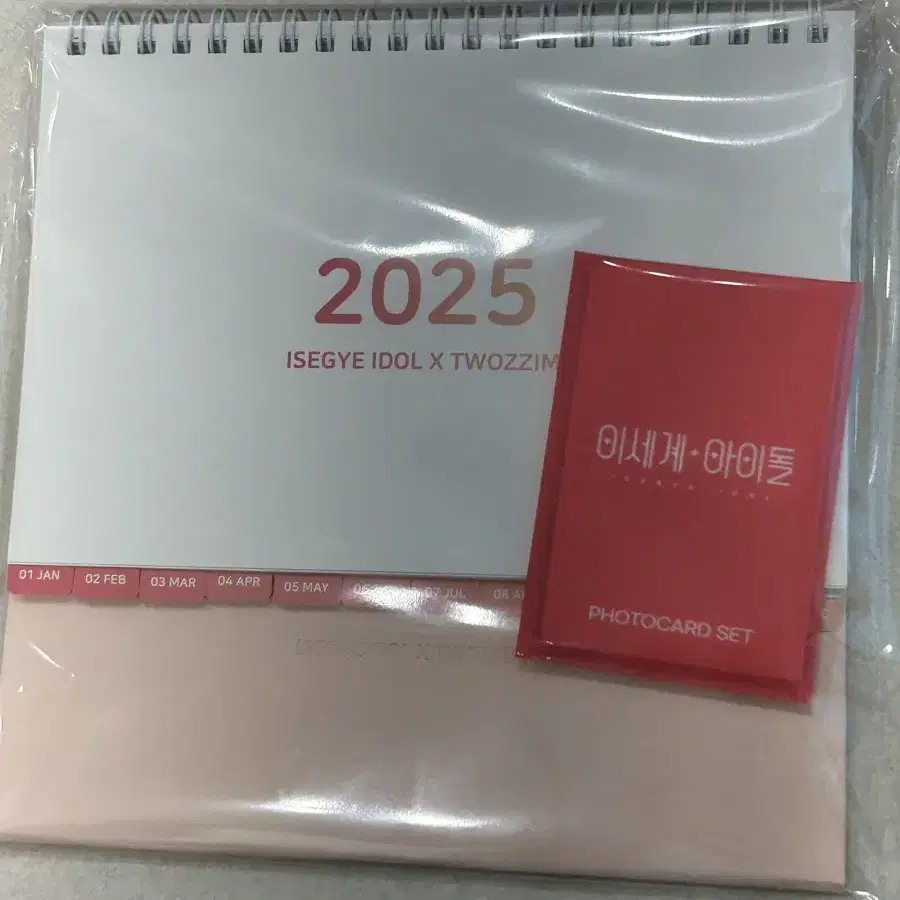 2025
ISEGYE IDOL X TWOZZIM
이세계 아이돌
PHOTOCARD SET
01 JAN
02 FEB
03 MAR
04 APR
05 MAY
07 JUL
08